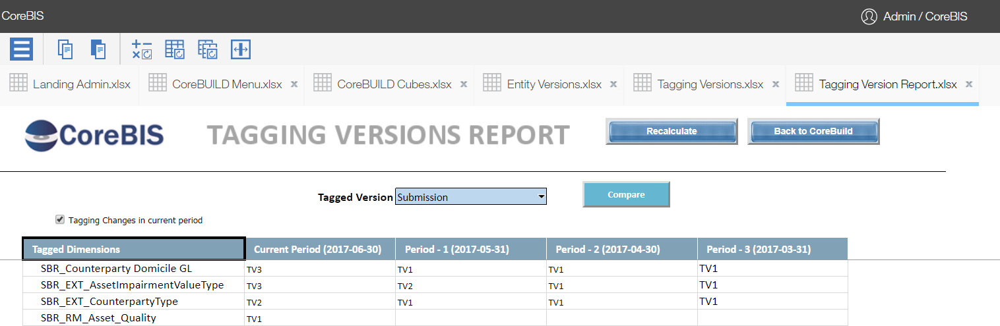 CoreBIS Admin / CoreBIS
Landing Admin.xlsx CoreBUILD Menu.xlsx CoreBUILD Cubes.xlsx Entity Versions.xlsx Tagging Versions.xlsx Tagging Version Report.xlsx
CoreBIS TAGGING VERSIONS REPORT Recalculate Back to CoreBuild
Tagged Version Submission Compare
Tagging Changes in current period
Tagged Dimensions Current Period (2017-06-30) Period - 1 (2017-05-31) Period - 2 (2017-04-30) Period - 3 (2017-03-31)
SBR_Counterparty Domicile GL TV3 TV1 TV1 TV1
SBR_EXT_AssetImpairmentValueType TV3 TV2 TV1 TV1
SBR_EXT_CounterpartyType TV2 TV1 TV1 TV1
SBR_RM_Asset_Quality TV1